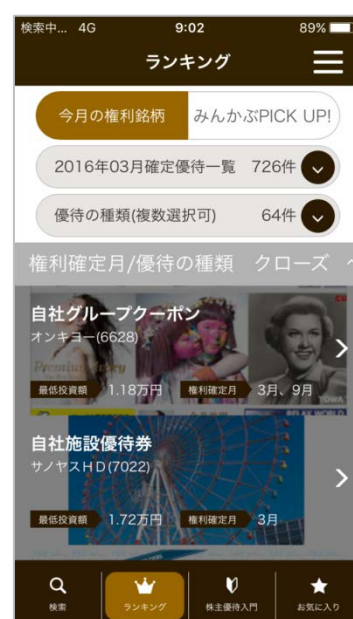 検索中... 4G 9:02 89%
ランキング
今月の権利銘柄 みんかぶPICK UP!
2016年03月確定優待一覧 726件
優待の種類(複数選択可) 64件
権利確定月/優待の種類 クローズ
自社グループクーポン
オンキヨー(6628)
Premium
TOWA
最低投資額 1.18万円 権利確定月 3月、9月
RELAX WORLD
自社施設優待券
サノヤスHD(7022)
最低投資額 1.72万円 権利確定月 3月
検索 ランキング 株主優待入門 お気に入り